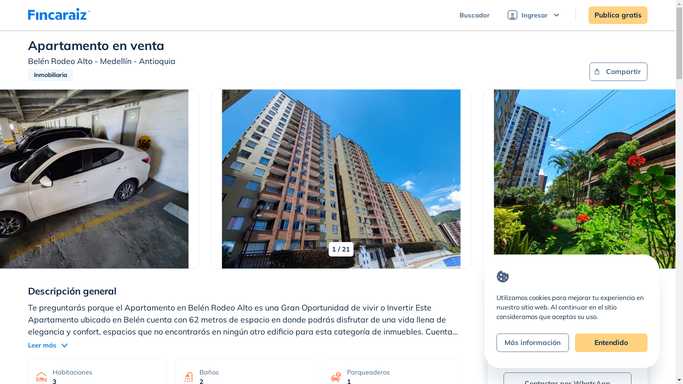 Fincaraiz
Buscador
Ingresar
Publica gratis
Apartamento en venta
Belén Rodeo Alto - Medellín - Antioquia
Inmobiliaria
Compartir
1 / 21
Descripción general
Te preguntarás porque el Apartamento en Belén Rodeo Alto es una Gran Oportunidad de vivir o Invertir Este
Apartamento ubicado en Belén cuenta con 62 metros de espacio en donde podrás disfrutar de una vida llena de
elegancia y confort, espacios que no encontrarás en ningún otro edificio para esta categoría de inmuebles. Cuenta...
Leer más
Habitaciones
3
Baños
2
Parqueaderos
1
Utilizamos cookies para mejorar tu experiencia en
nuestro sitio web. Al continuar en el sitio
consideramos que aceptas su uso.
Más información
Entendido
Contactar por WhatsApp